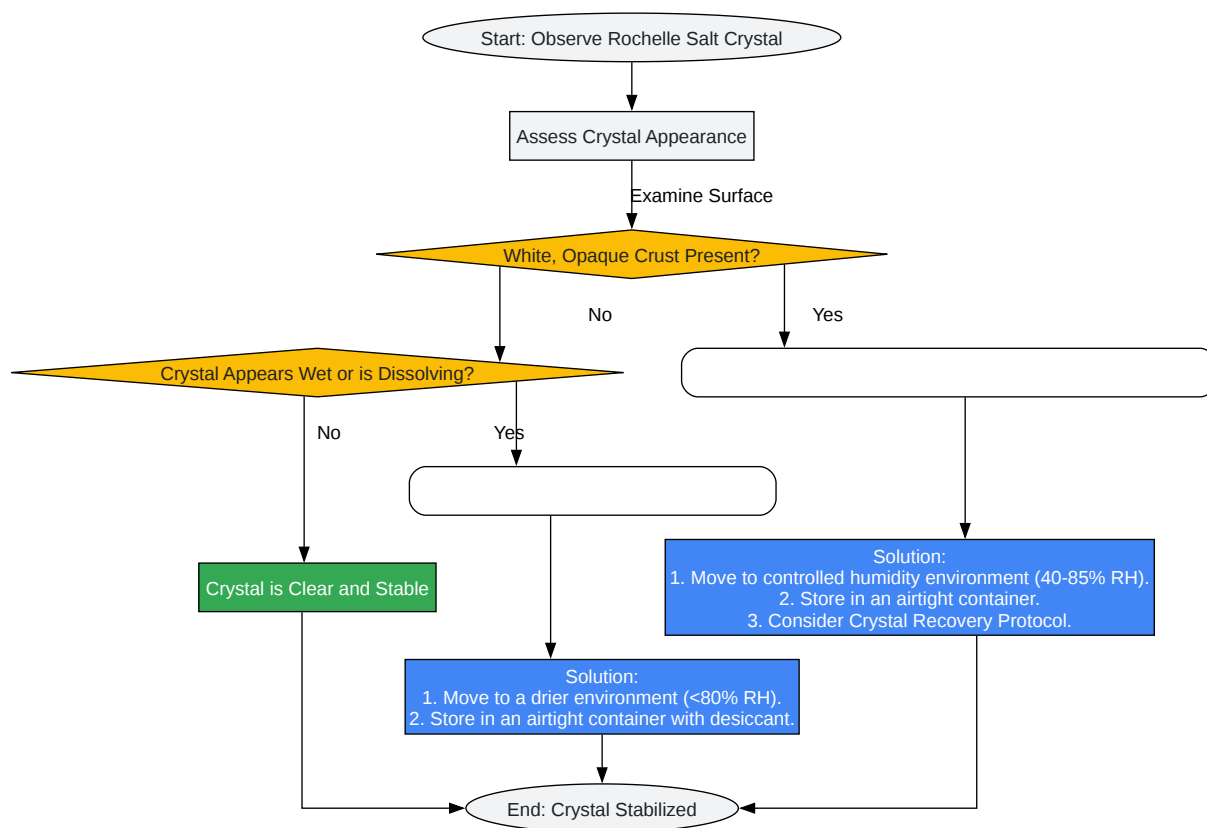 Start: Observe Rochelle Salt Crystal
Assess Crystal Appearance
Examine Surface
White, Opaque Crust Present?
No
Yes
Crystal Appears Wet or is Dissolving?
No
Yes
Solution:
1. Move to controlled humidity environment (40-85% RH).
2. Store in an airtight container.
3. Consider Crystal Recovery Protocol.
Crystal is Clear and Stable
Solution:
1. Move to a drier environment (<80% RH).
2. Store in an airtight container with desiccant.
End: Crystal Stabilized